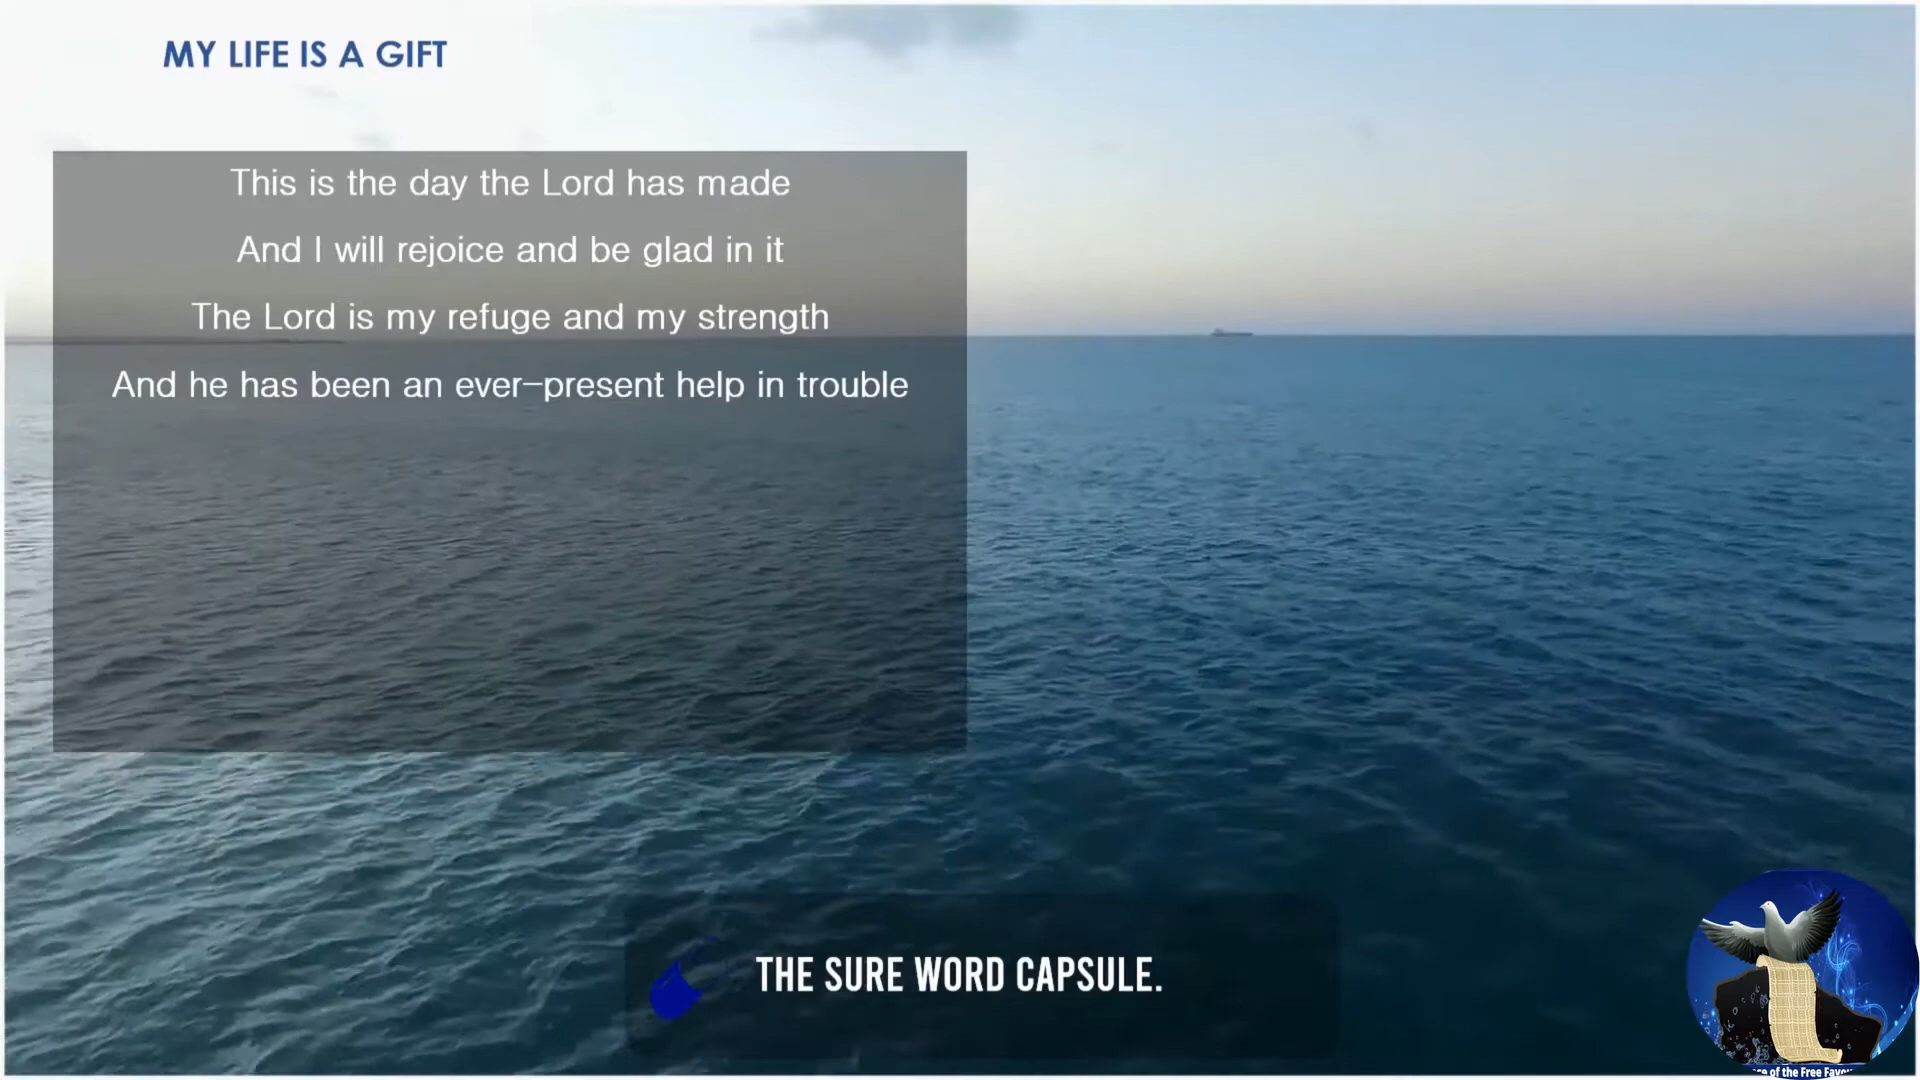 MY LIFE IS A GIFT
This is the day the Lord has made
And I will rejoice and be glad in it
The Lord is my refuge and my strength
And he has been an ever-present help in trouble
THE SURE WORD CAPSULE.
of the Free